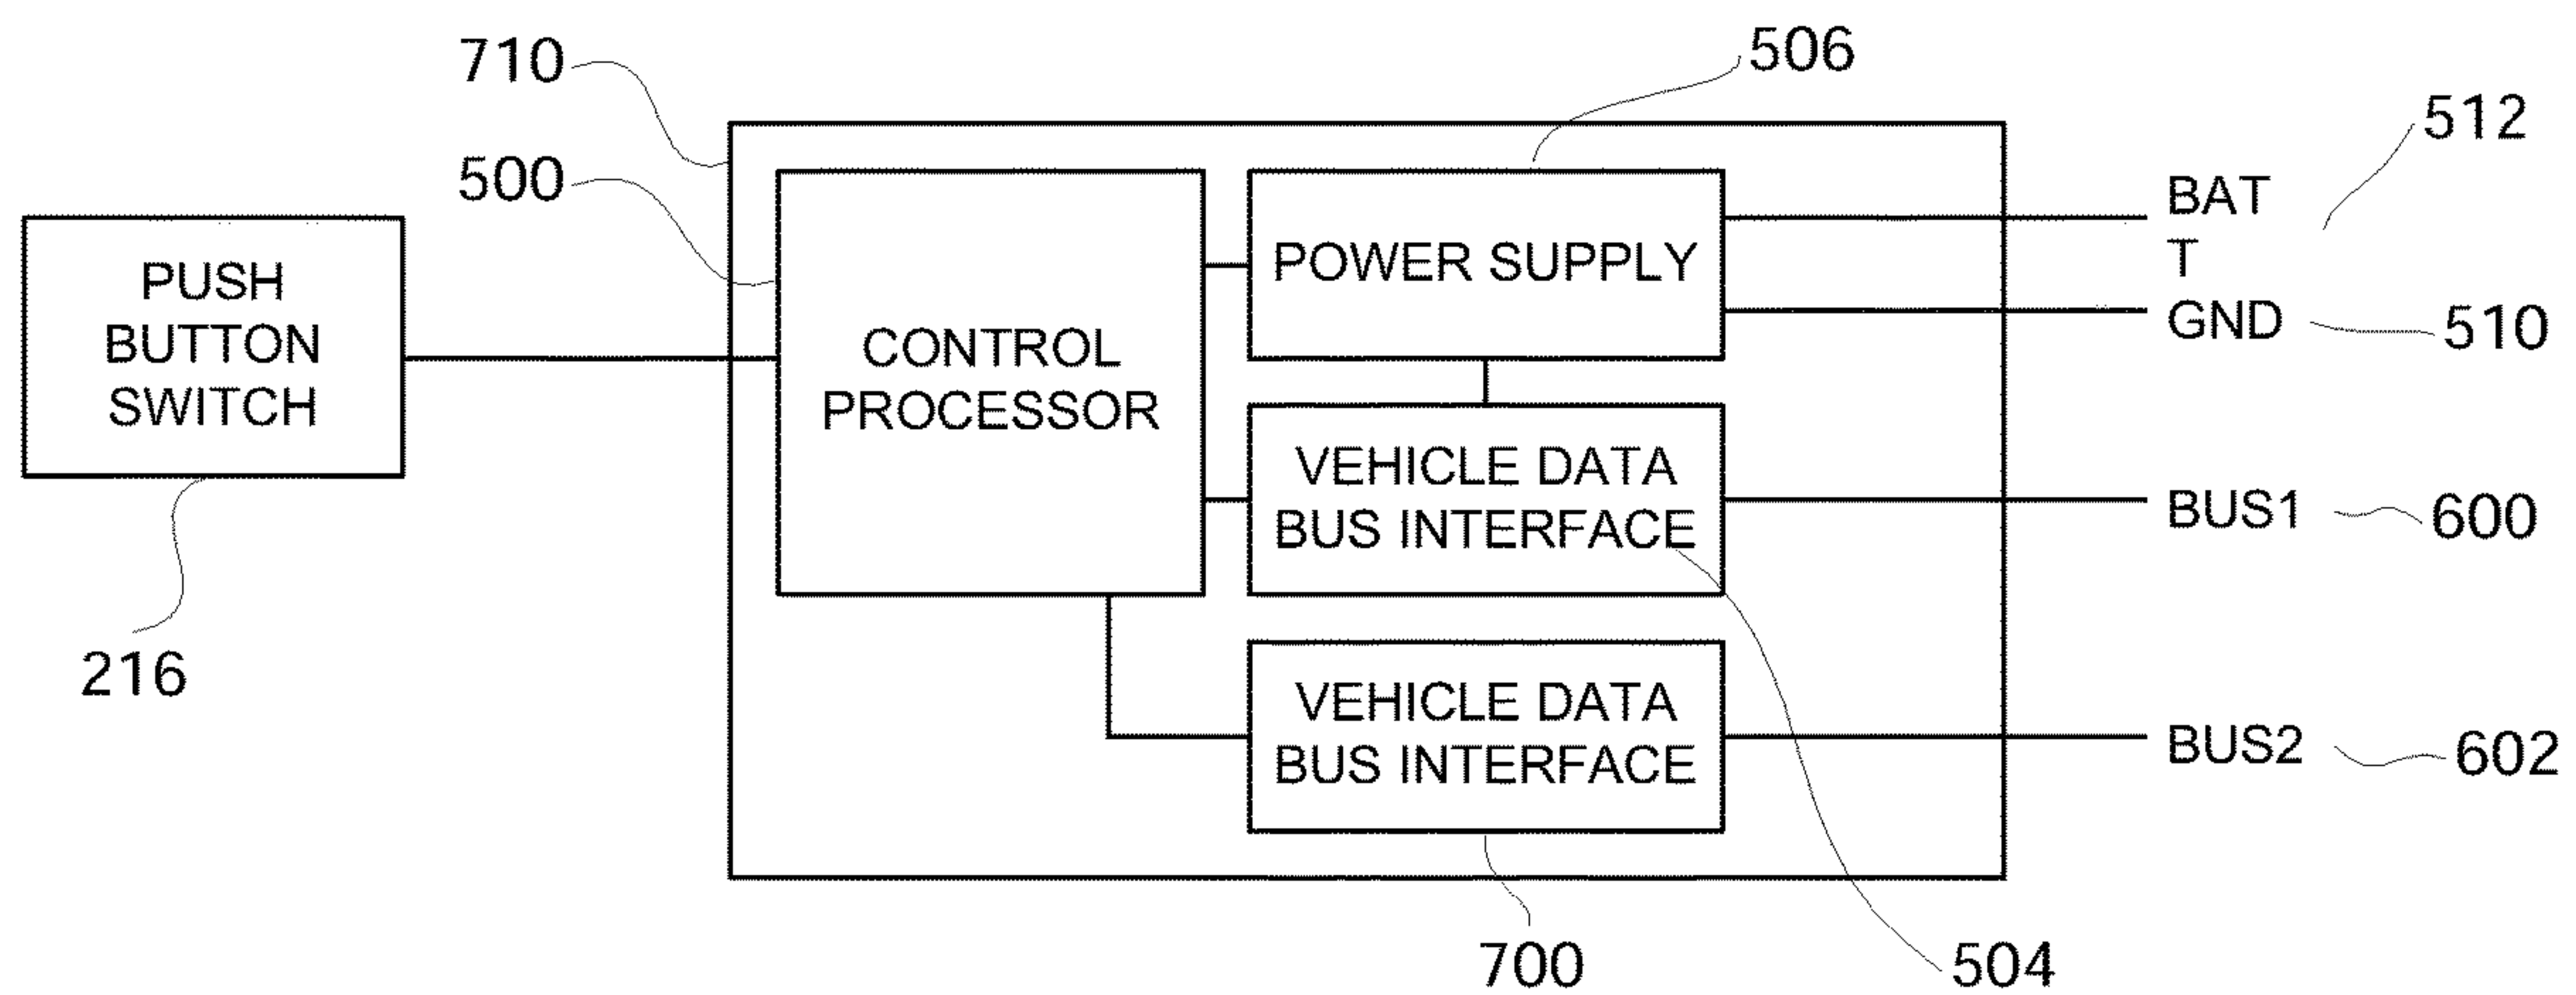 710
506
512
500
BAT
T
PUSH
BUTTON
SWITCH
POWER SUPPLY
GND
510
CONTROL
PROCESSOR
VEHICLE DATA
BUS INTERFACE
BUS1
600
216
VEHICLE DATA
BUS INTERFACE
BUS2
602
700
504